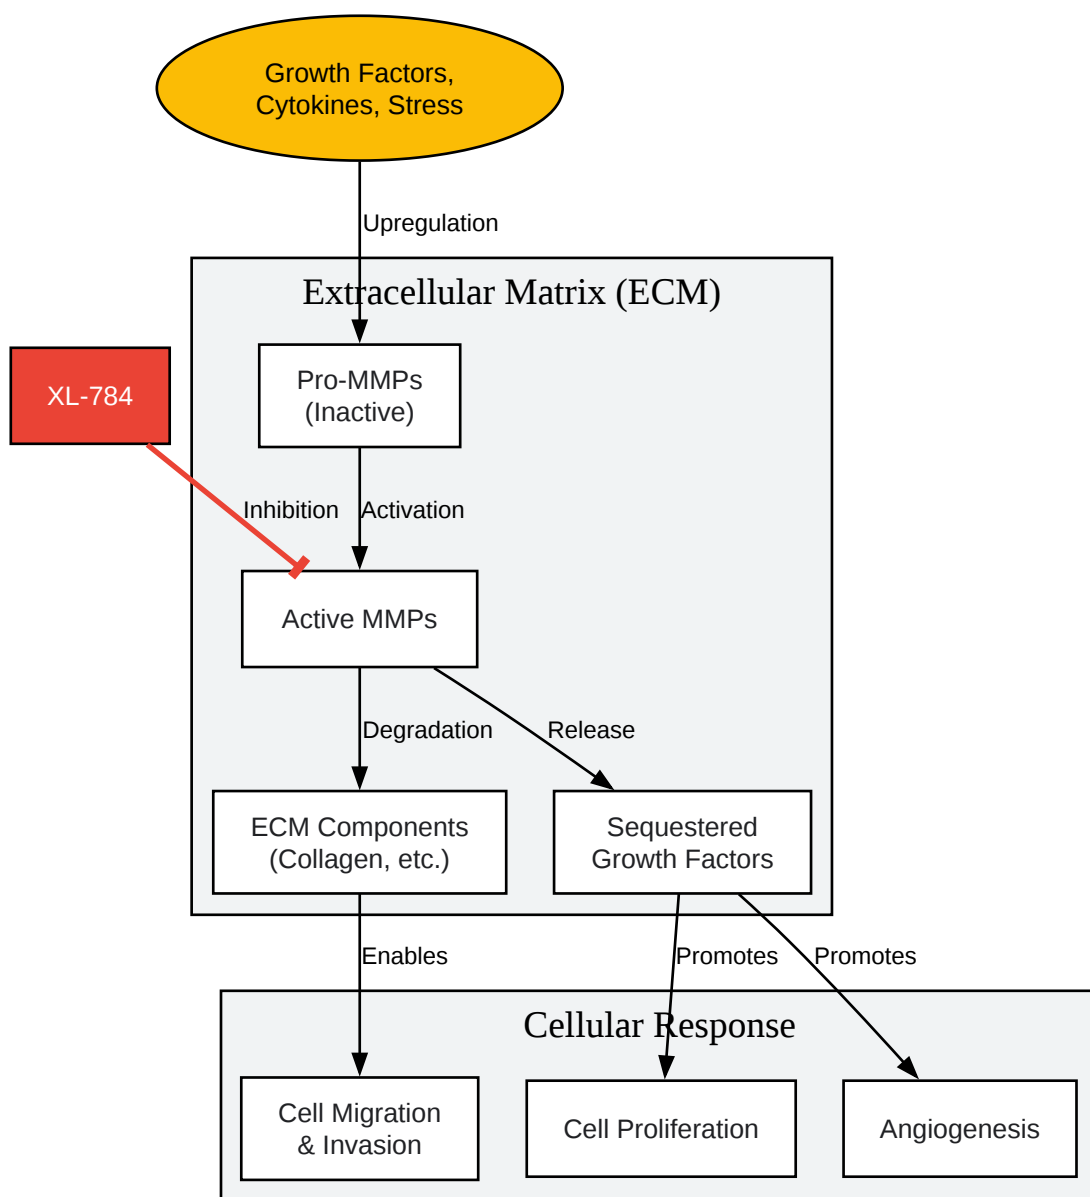 Growth Factors,
Cytokines, Stress
Upregulation
Extracellular Matrix (ECM)
XL-784
Pro-MMPs
(Inactive)
Inhibition
Activation
Active MMPs
Degradation
Release
ECM Components
(Collagen, etc.)
Sequestered
Growth Factors
Enables
Promotes
Promotes
Cellular Response
Cell Migration
& Invasion
Cell Proliferation
Angiogenesis